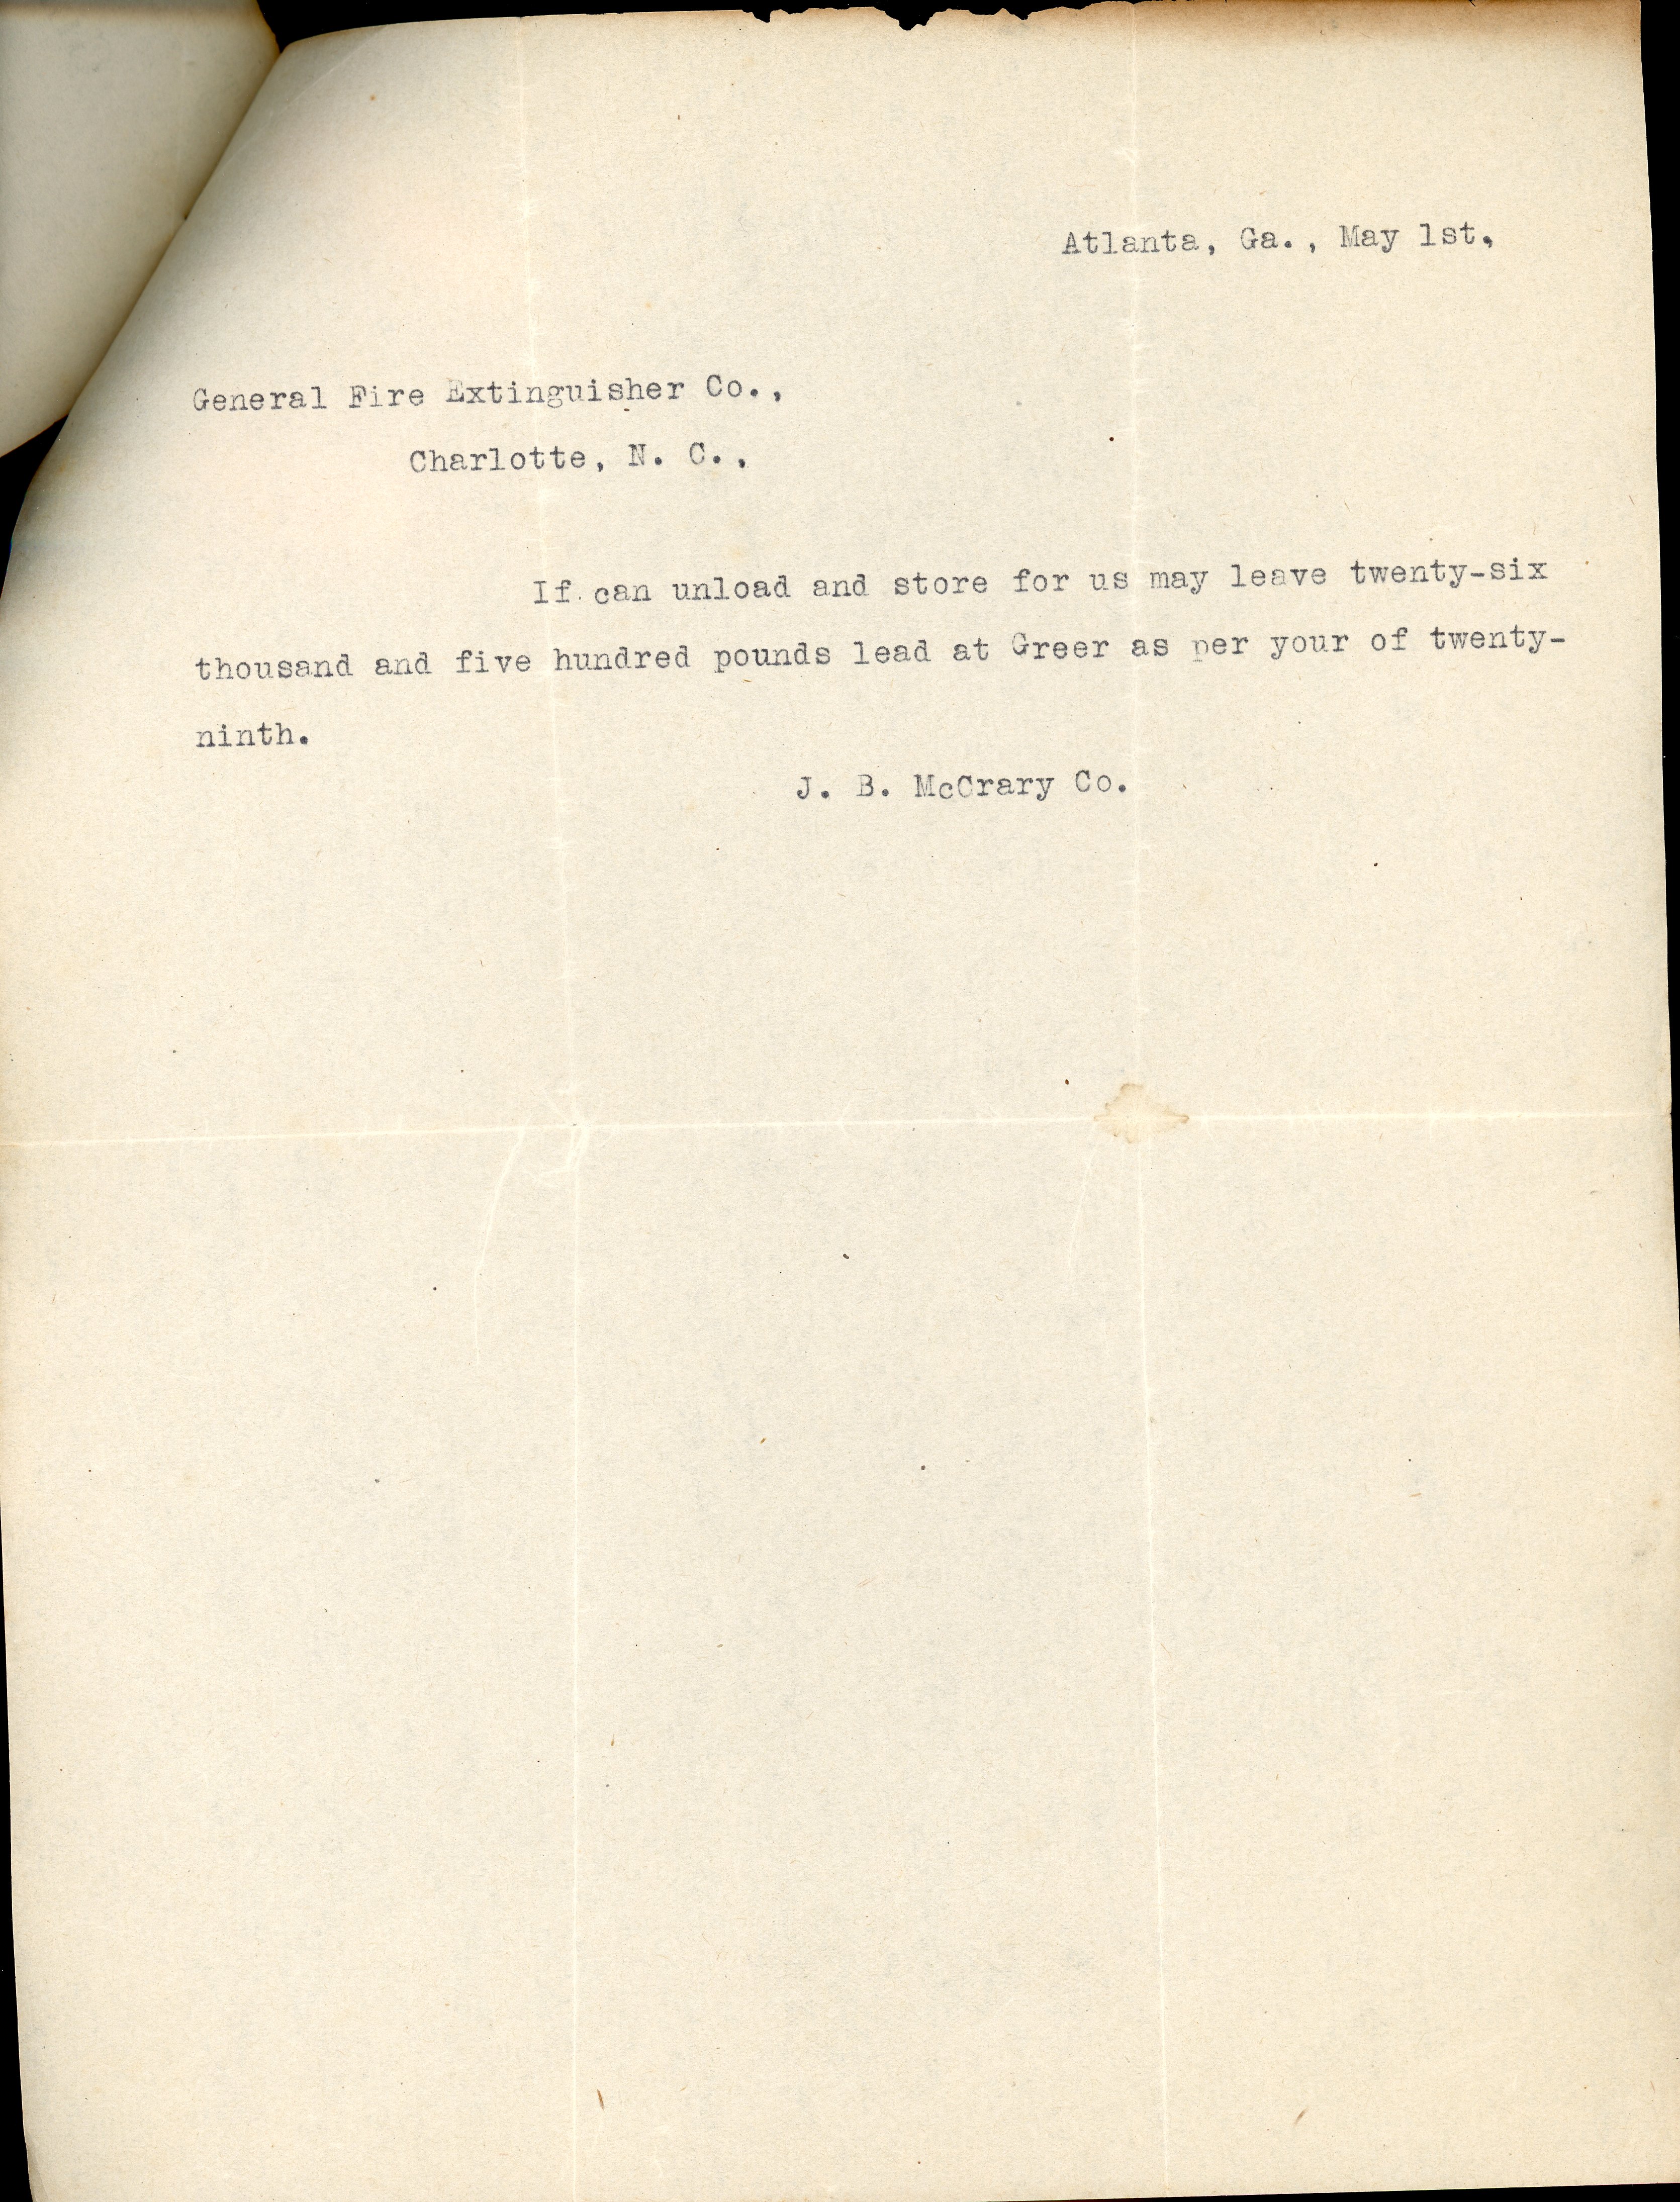 Atlanta, Ga., May 1st,
General Fire Extinguisher Co.,
Charlotte, N. C.,
If can unload and store for us may leave twenty-six
thousand and five hundred pounds lead at Greer as per your of twenty-
ninth.
J. B. McCrary Co.